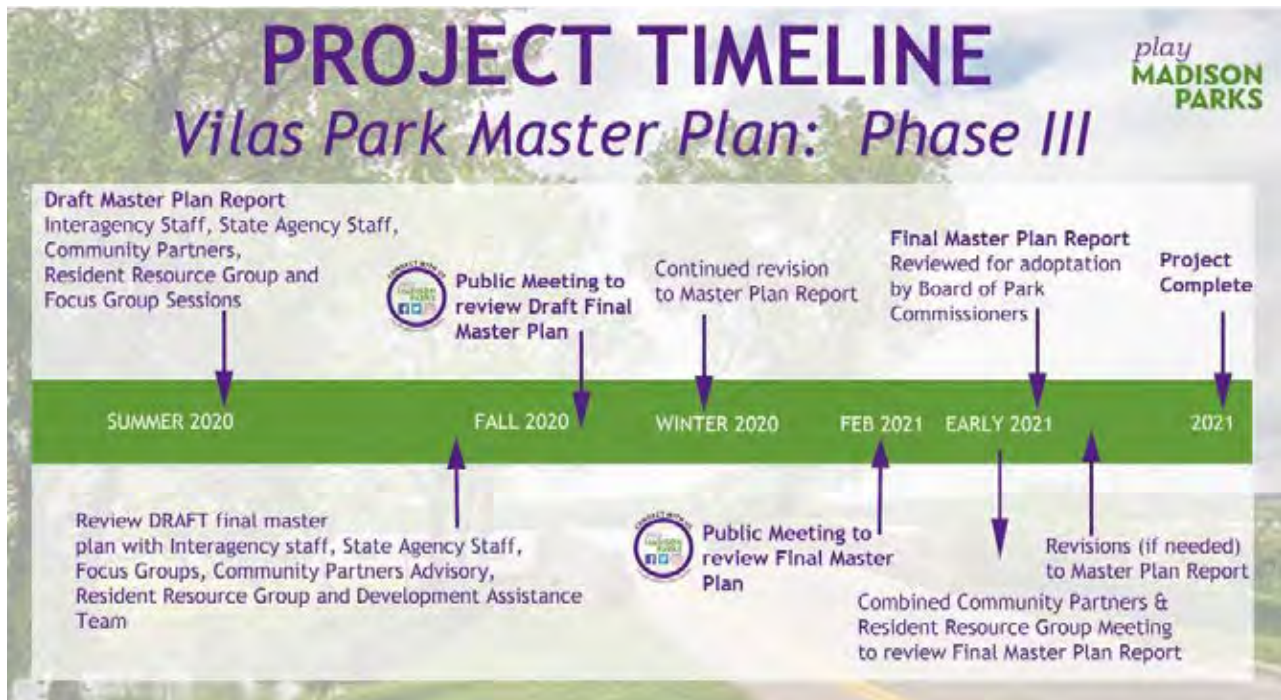 PROJECT TIMELINE
play
MADISON
PARKS
Vilas Park Master Plan: Phase III
Draft Master Plan Report
Interagency Staff, State Agency Staff,
Community Partners,
Resident Resource Group and
Focus Group Sessions
Public Meeting to
review Draft Final
Master Plan
Continued revision
to Master Plan Report
Final Master Plan Report
Reviewed for adoptation
by Board of Park
Commissioners
Project
Complete
SUMMER 2020
FALL 2020
WINTER 2020
FEB 2021
EARLY 2021
2021
Review DRAFT final master
plan with Interagency staff, State Agency Staff,
Focus Groups, Community Partners Advisory,
Resident Resource Group and Development Assistance
Team
Public Meeting to
review Final Master
Plan
Combined Community Partners &
Resident Resource Group Meeting
to review Final Master Plan Report
Revisions (if needed)
to Master Plan Report